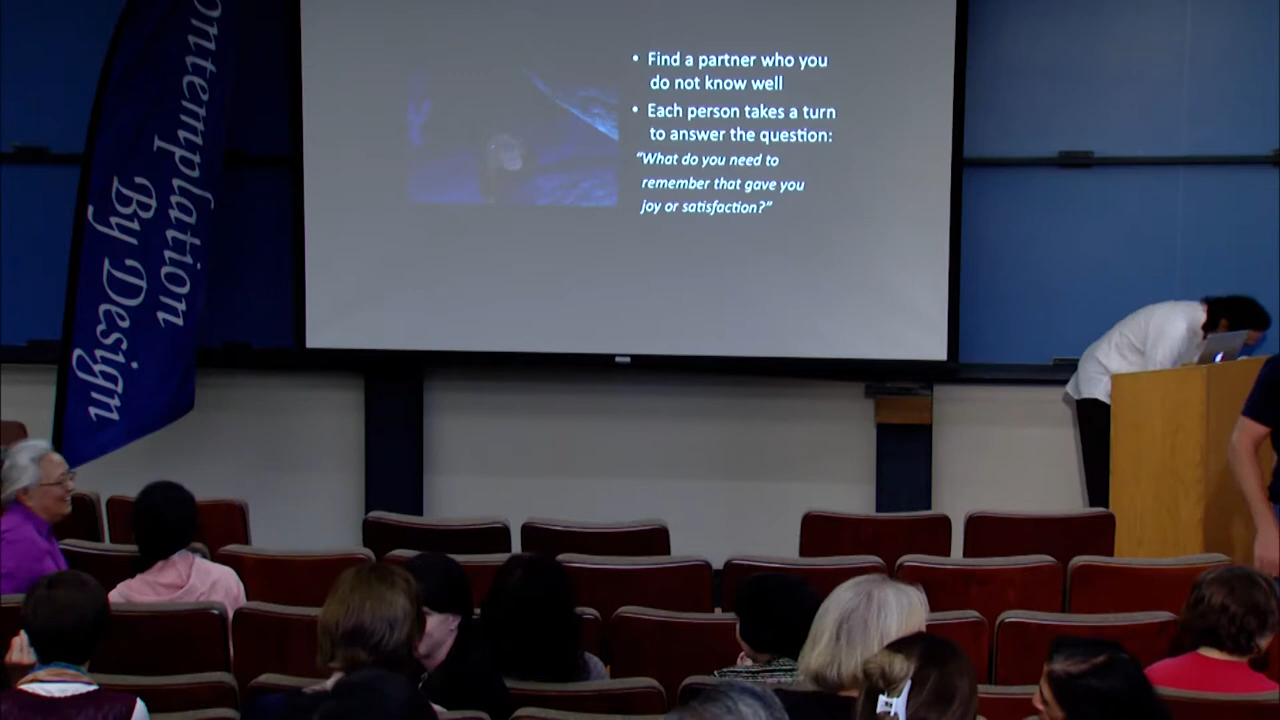 ontemplation
By Design
• Find a partner who you
do not know well
• Each person takes a turn
to answer the question:
“What do you need to
remember that gave you
joy or satisfaction?”